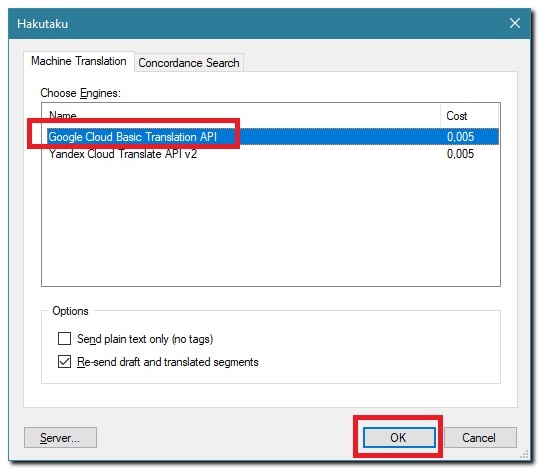 Hakutaku
Machine Translation Concordance Search
Choose Engines:
Name Cost
Google Cloud Basic Translation API 0,005
Yandex Cloud Translate API v2 0,005
Options
Send plain text only (no tags)
Re-send draft and translated segments
Server... OK Cancel